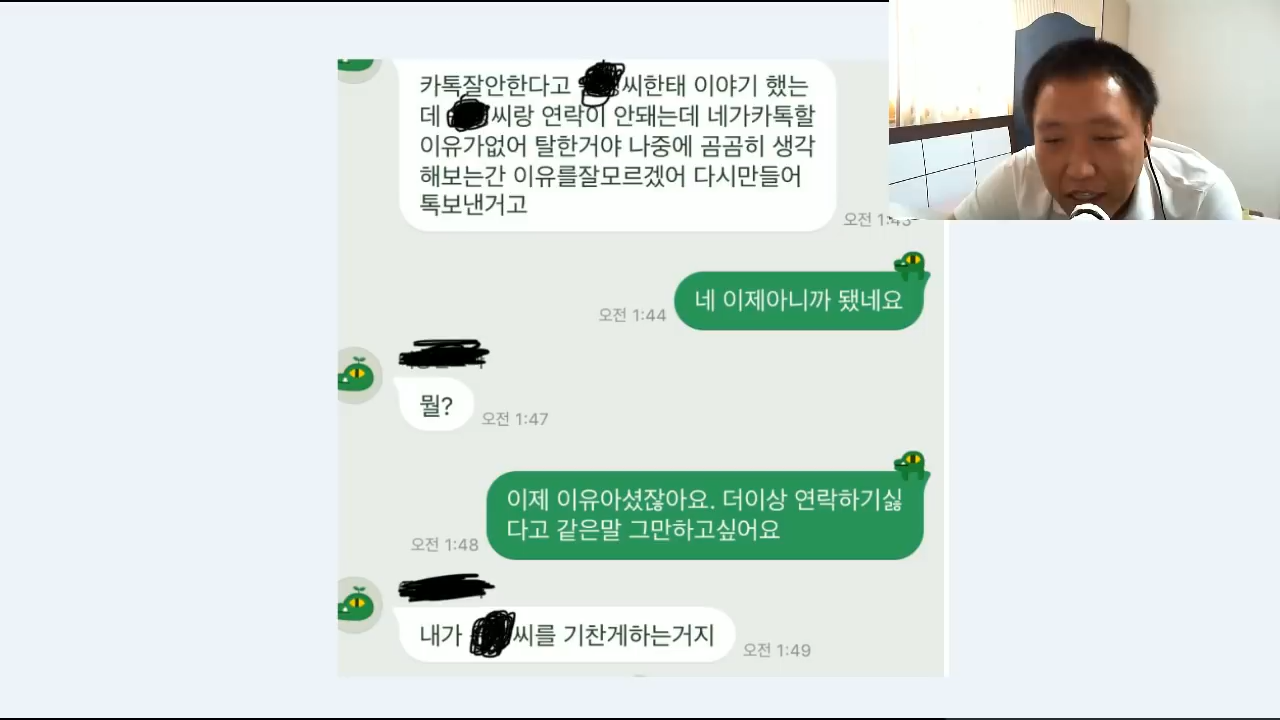 카톡잘안한다고 씨한태 이야기 했는
데 씨랑 연락이 안돼는데 네가카톡할
이유가없어 탈한거야 나중에 곰곰히 생각
해보는간 이유를잘모르겠어 다시만들어
톡보낸거고
오전 1:43
네 이제아니까 됐네요
오전 1:44
뭘?
오전 1:47
이제 이유아셨잖아요. 더이상 연락하기싫
다고 같은말 그만하고싶어요
오전 1:48
내가 씨를 기찬게하는거지
오전 1:49